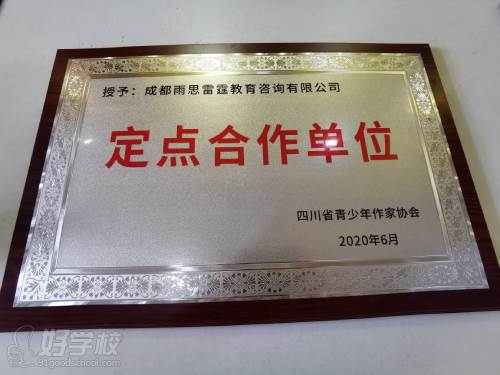 授予：成都雨思雷霆教育咨询有限公司
定点合作单位
四川省青少年作家协会
2020年6月
好学校
91goodschool.com